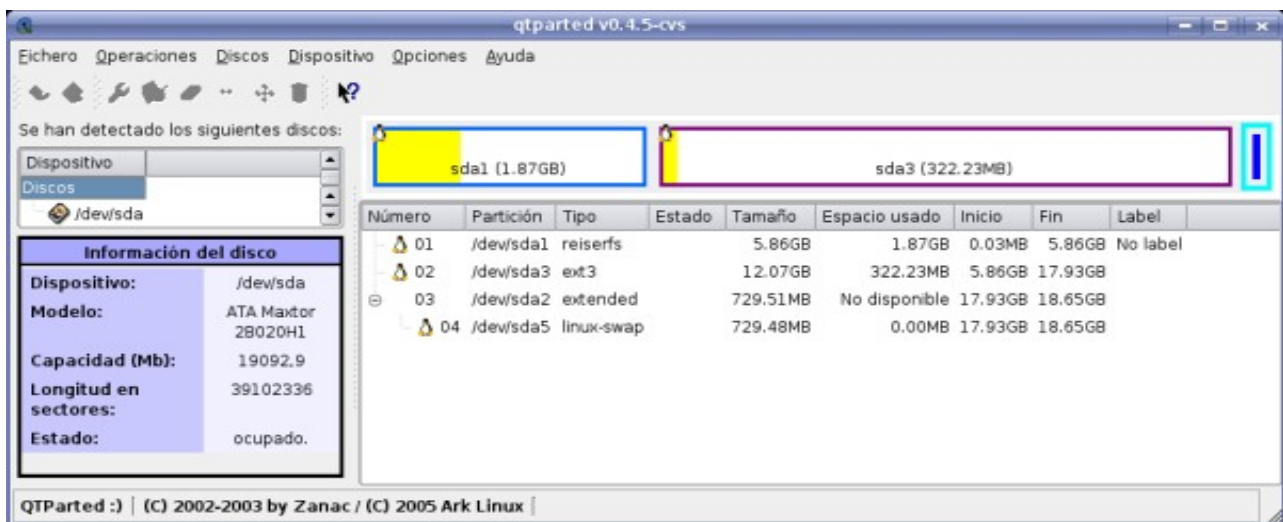 qtparted v0.4.5-cvs
Fichero Operaciones Discos Dispositivo Opciones Ayuda
Se han detectado los siguientes discos:
Dispositivo
Discos
/dev/sda
Información del disco
Dispositivo: /dev/sda
Modelo: ATA Maxtor 2B020H1
Capacidad (Mb): 19092,9
Longitud en sectores: 39102336
Estado: ocupado.
sda1 (1.87GB) sda3 (322.23MB)
Número Partición Tipo Estado Tamaño Espacio usado Inicio Fin Label
01 /dev/sda1 reiserfs 5.86GB 1.87GB 0.03MB 5.86GB No label
02 /dev/sda3 ext3 12.07GB 322.23MB 5.86GB 17.93GB
03 /dev/sda2 extended 729.51MB No disponible 17.93GB 18.65GB
04 /dev/sda5 linux-swap 729.48MB 0.00MB 17.93GB 18.65GB
QTParted :) (C) 2002-2003 by Zanac / (C) 2005 Ark Linux